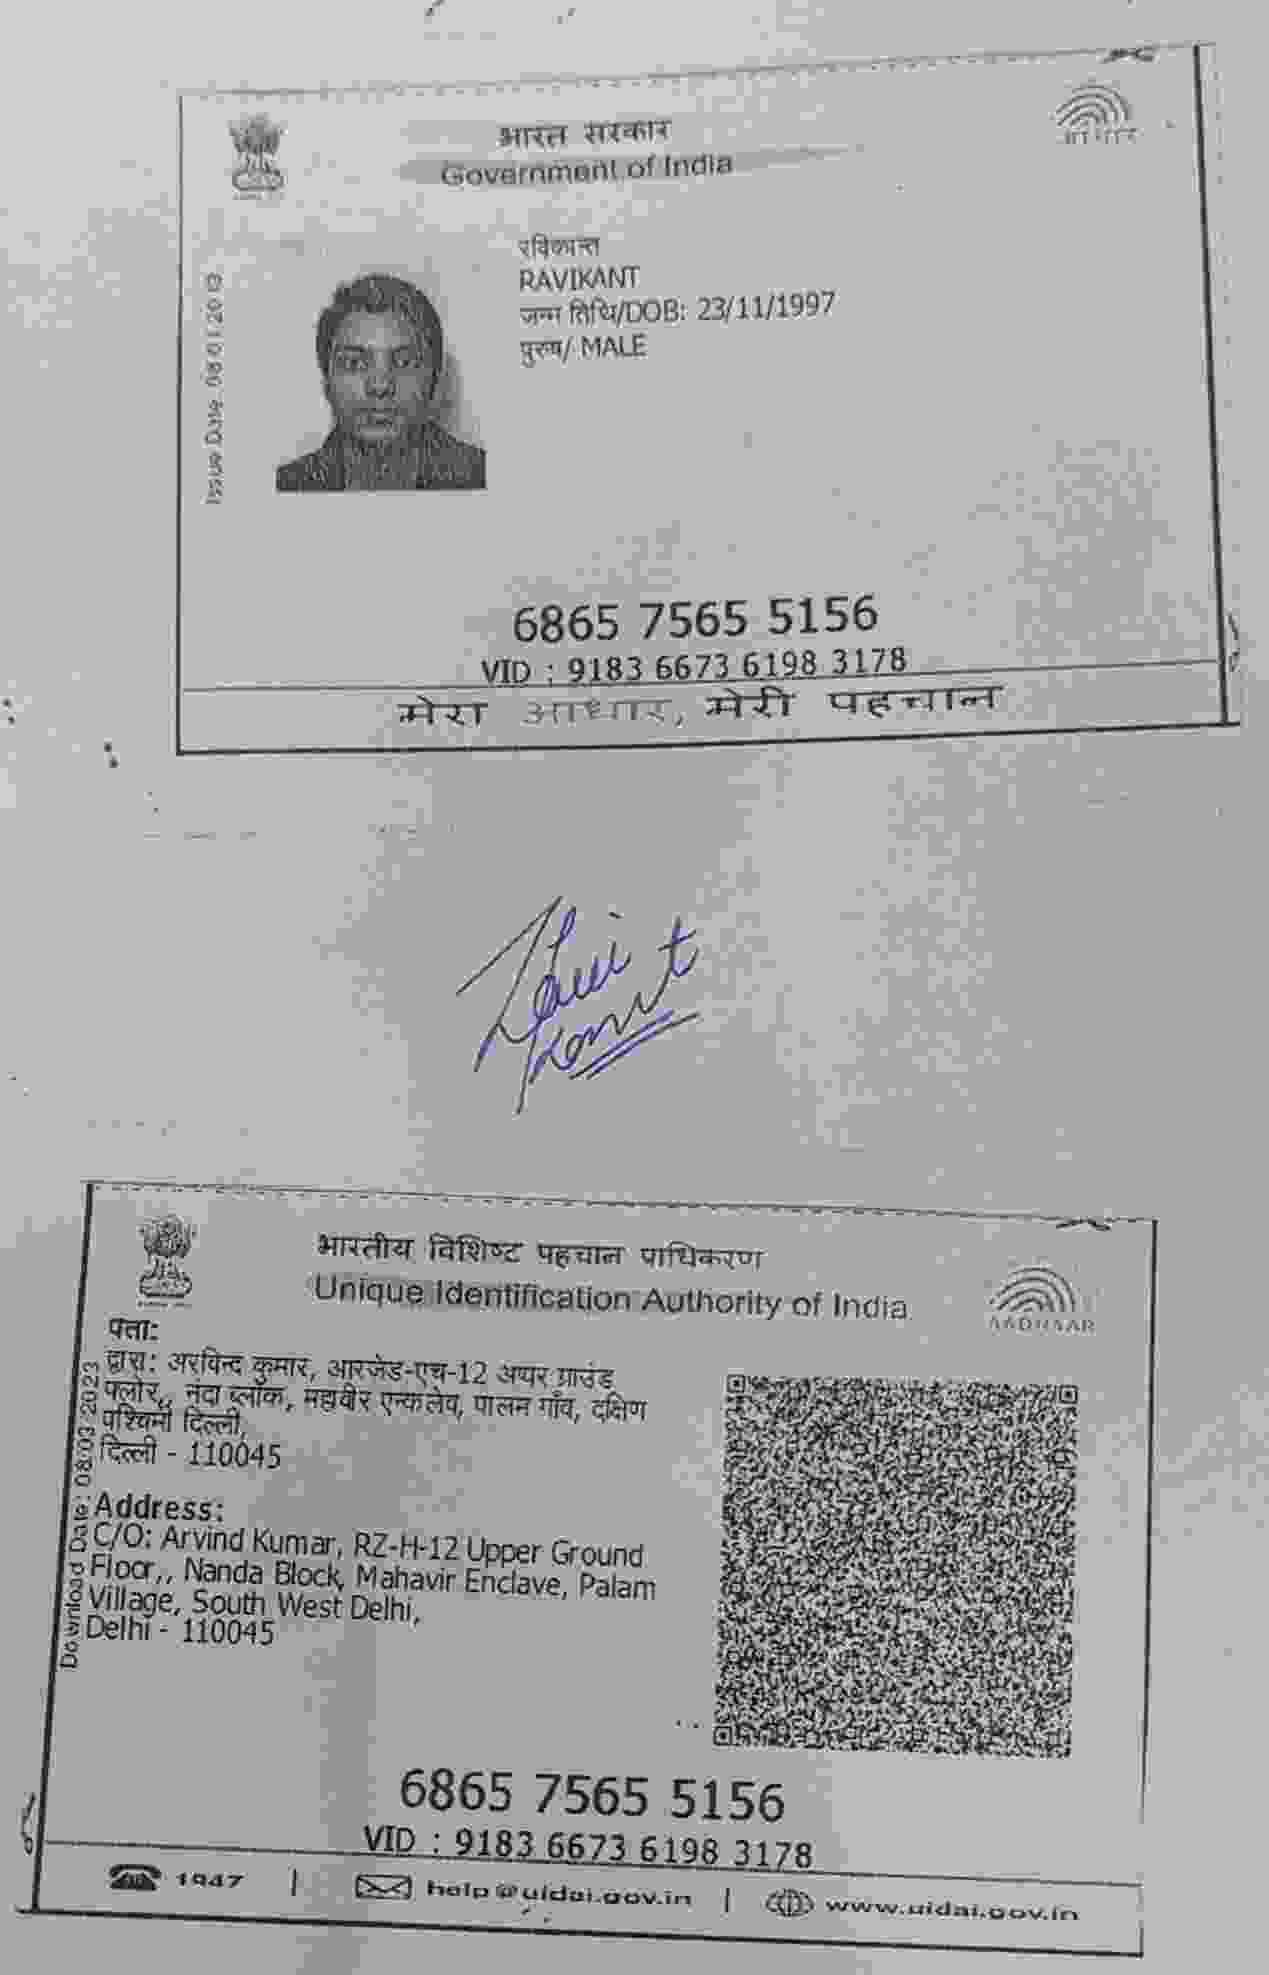 भारत सरकार
Government of India
आधार
Issue Date: 08/01/2013
रविकान्त
RAVIKANT
जन्म तिथि/DOB: 23/11/1997
पुरुष/ MALE
6865 7565 5156
VID : 9183 6673 6198 3178
मेरा आधार, मेरी पहचान
Ravi
Kant
भारतीय विशिष्ट पहचान प्राधिकरण
Unique Identification Authority of India
AADHAAR
Download Date: 08/03/2023
पता:
द्वारा: अरविन्द कुमार, आरजेड-एच-12 अप्पर ग्राउंड
फ्लोर,, नंदा ब्लॉक, महावीर एन्कलेव, पालम गाँव, दक्षिण
पश्चिमी दिल्ली,
दिल्ली - 110045
Address:
C/O: Arvind Kumar, RZ-H-12 Upper Ground
Floor,, Nanda Block, Mahavir Enclave, Palam
Village, South West Delhi,
Delhi - 110045
6865 7565 5156
VID : 9183 6673 6198 3178
1947 | help@uidai.gov.in | www.uidai.gov.in